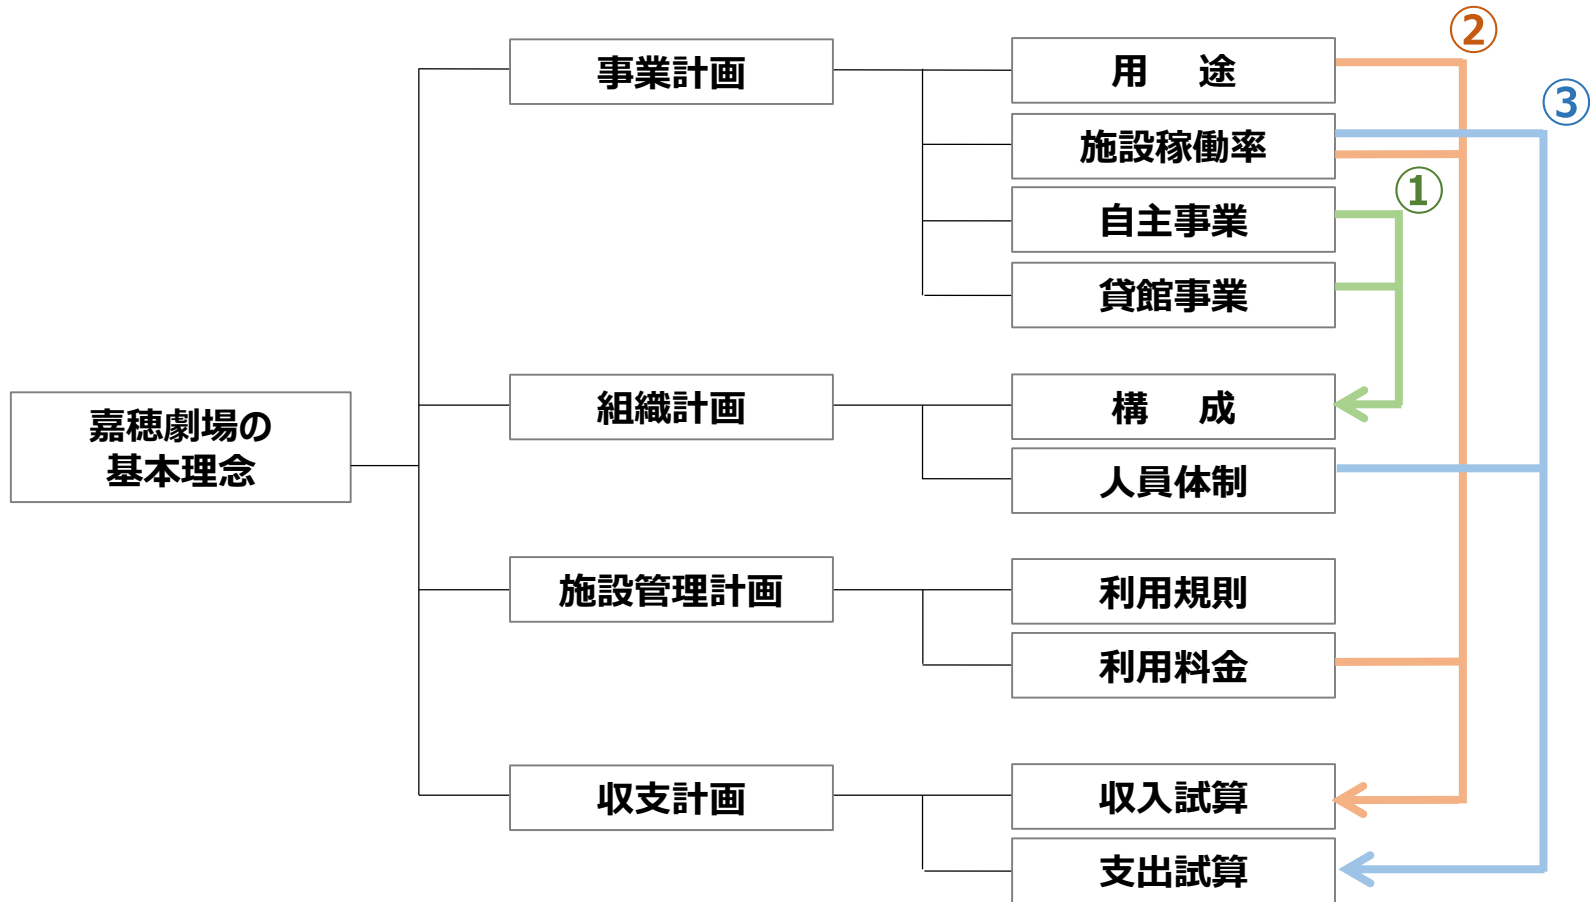 ②
事業計画
用　途
③
施設稼働率
①
自主事業
貸館事業
嘉穂劇場の
基本理念
組織計画
構　成
人員体制
施設管理計画
利用規則
利用料金
収支計画
収入試算
支出試算